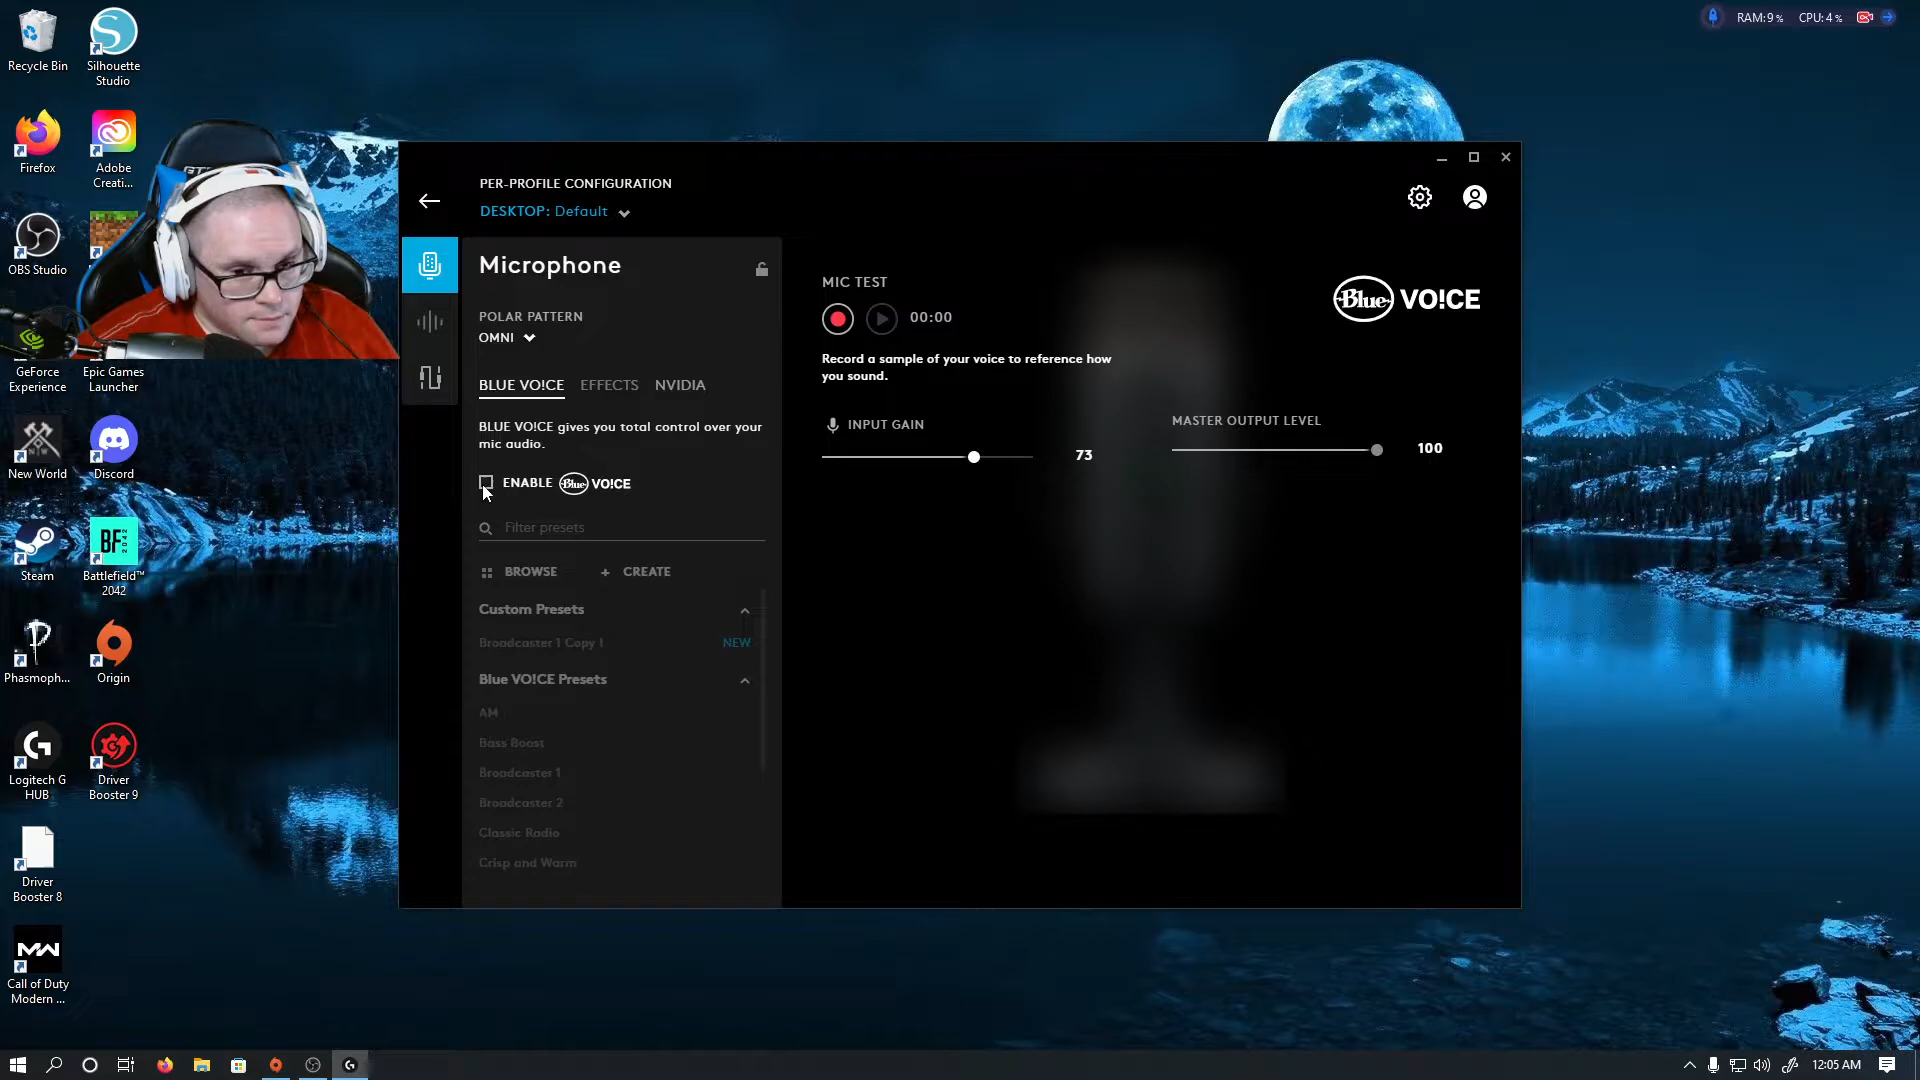 RAM: 9 %
CPU: 4 %
Recycle Bin
Silhouette
Studio
Firefox
Adobe
Creati...
OBS Studio
GeForce
Experience
Epic Games
Launcher
New World
Discord
Steam
BF
2042
Battlefield™
2042
Phasmoph...
Origin
Logitech G
HUB
Driver
Booster 9
Driver
Booster 8
MW
Call of Duty
Modern ...
PER-PROFILE CONFIGURATION
DESKTOP: Default
Microphone
POLAR PATTERN
OMNI
BLUE VO!CE
EFFECTS
NVIDIA
BLUE VO!CE gives you total control over your
mic audio.
ENABLE Blue VO!CE
Filter presets
BROWSE
+ CREATE
Custom Presets
Broadcaster 1 Copy 1
NEW
Blue VO!CE Presets
AM
Bass Boost
Broadcaster 1
Broadcaster 2
Classic Radio
Crisp and Warm
MIC TEST
00:00
Record a sample of your voice to reference how
you sound.
INPUT GAIN
73
Blue VO!CE
MASTER OUTPUT LEVEL
100
12:05 AM